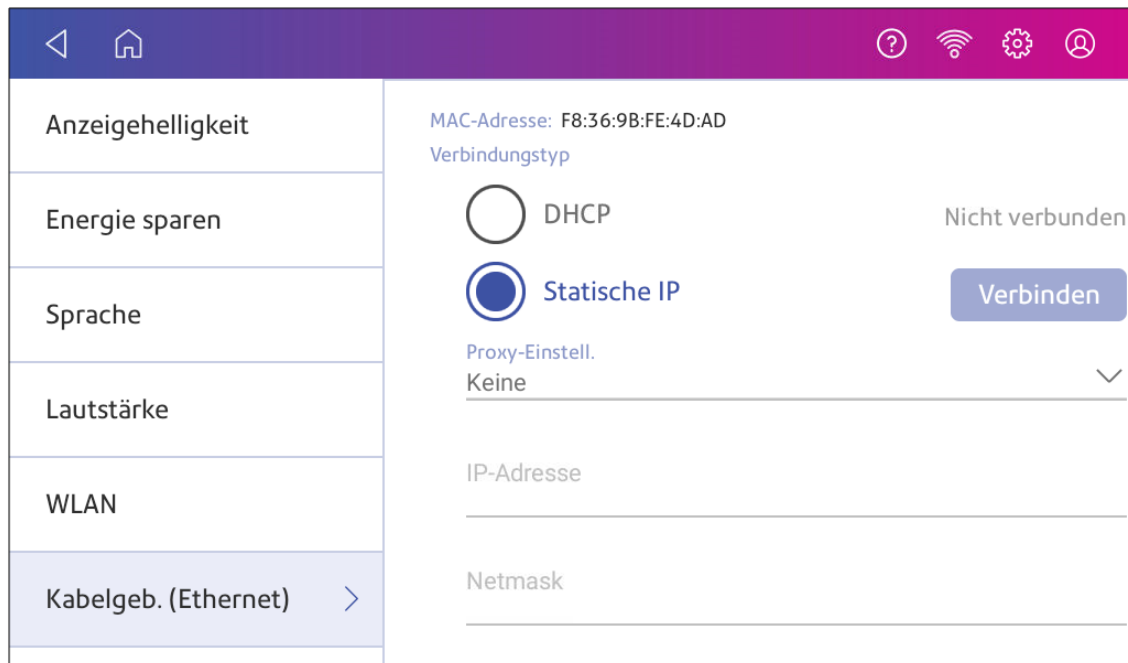 Anzeigehelligkeit
Energie sparen
Sprache
Lautstärke
WLAN
Kabelgeb. (Ethernet)
MAC-Adresse: F8:36:9B:FE:4D:AD
Verbindungstyp
DHCP
Nicht verbunden
Statische IP
Verbinden
Proxy-Einstell.
Keine
IP-Adresse
Netmask